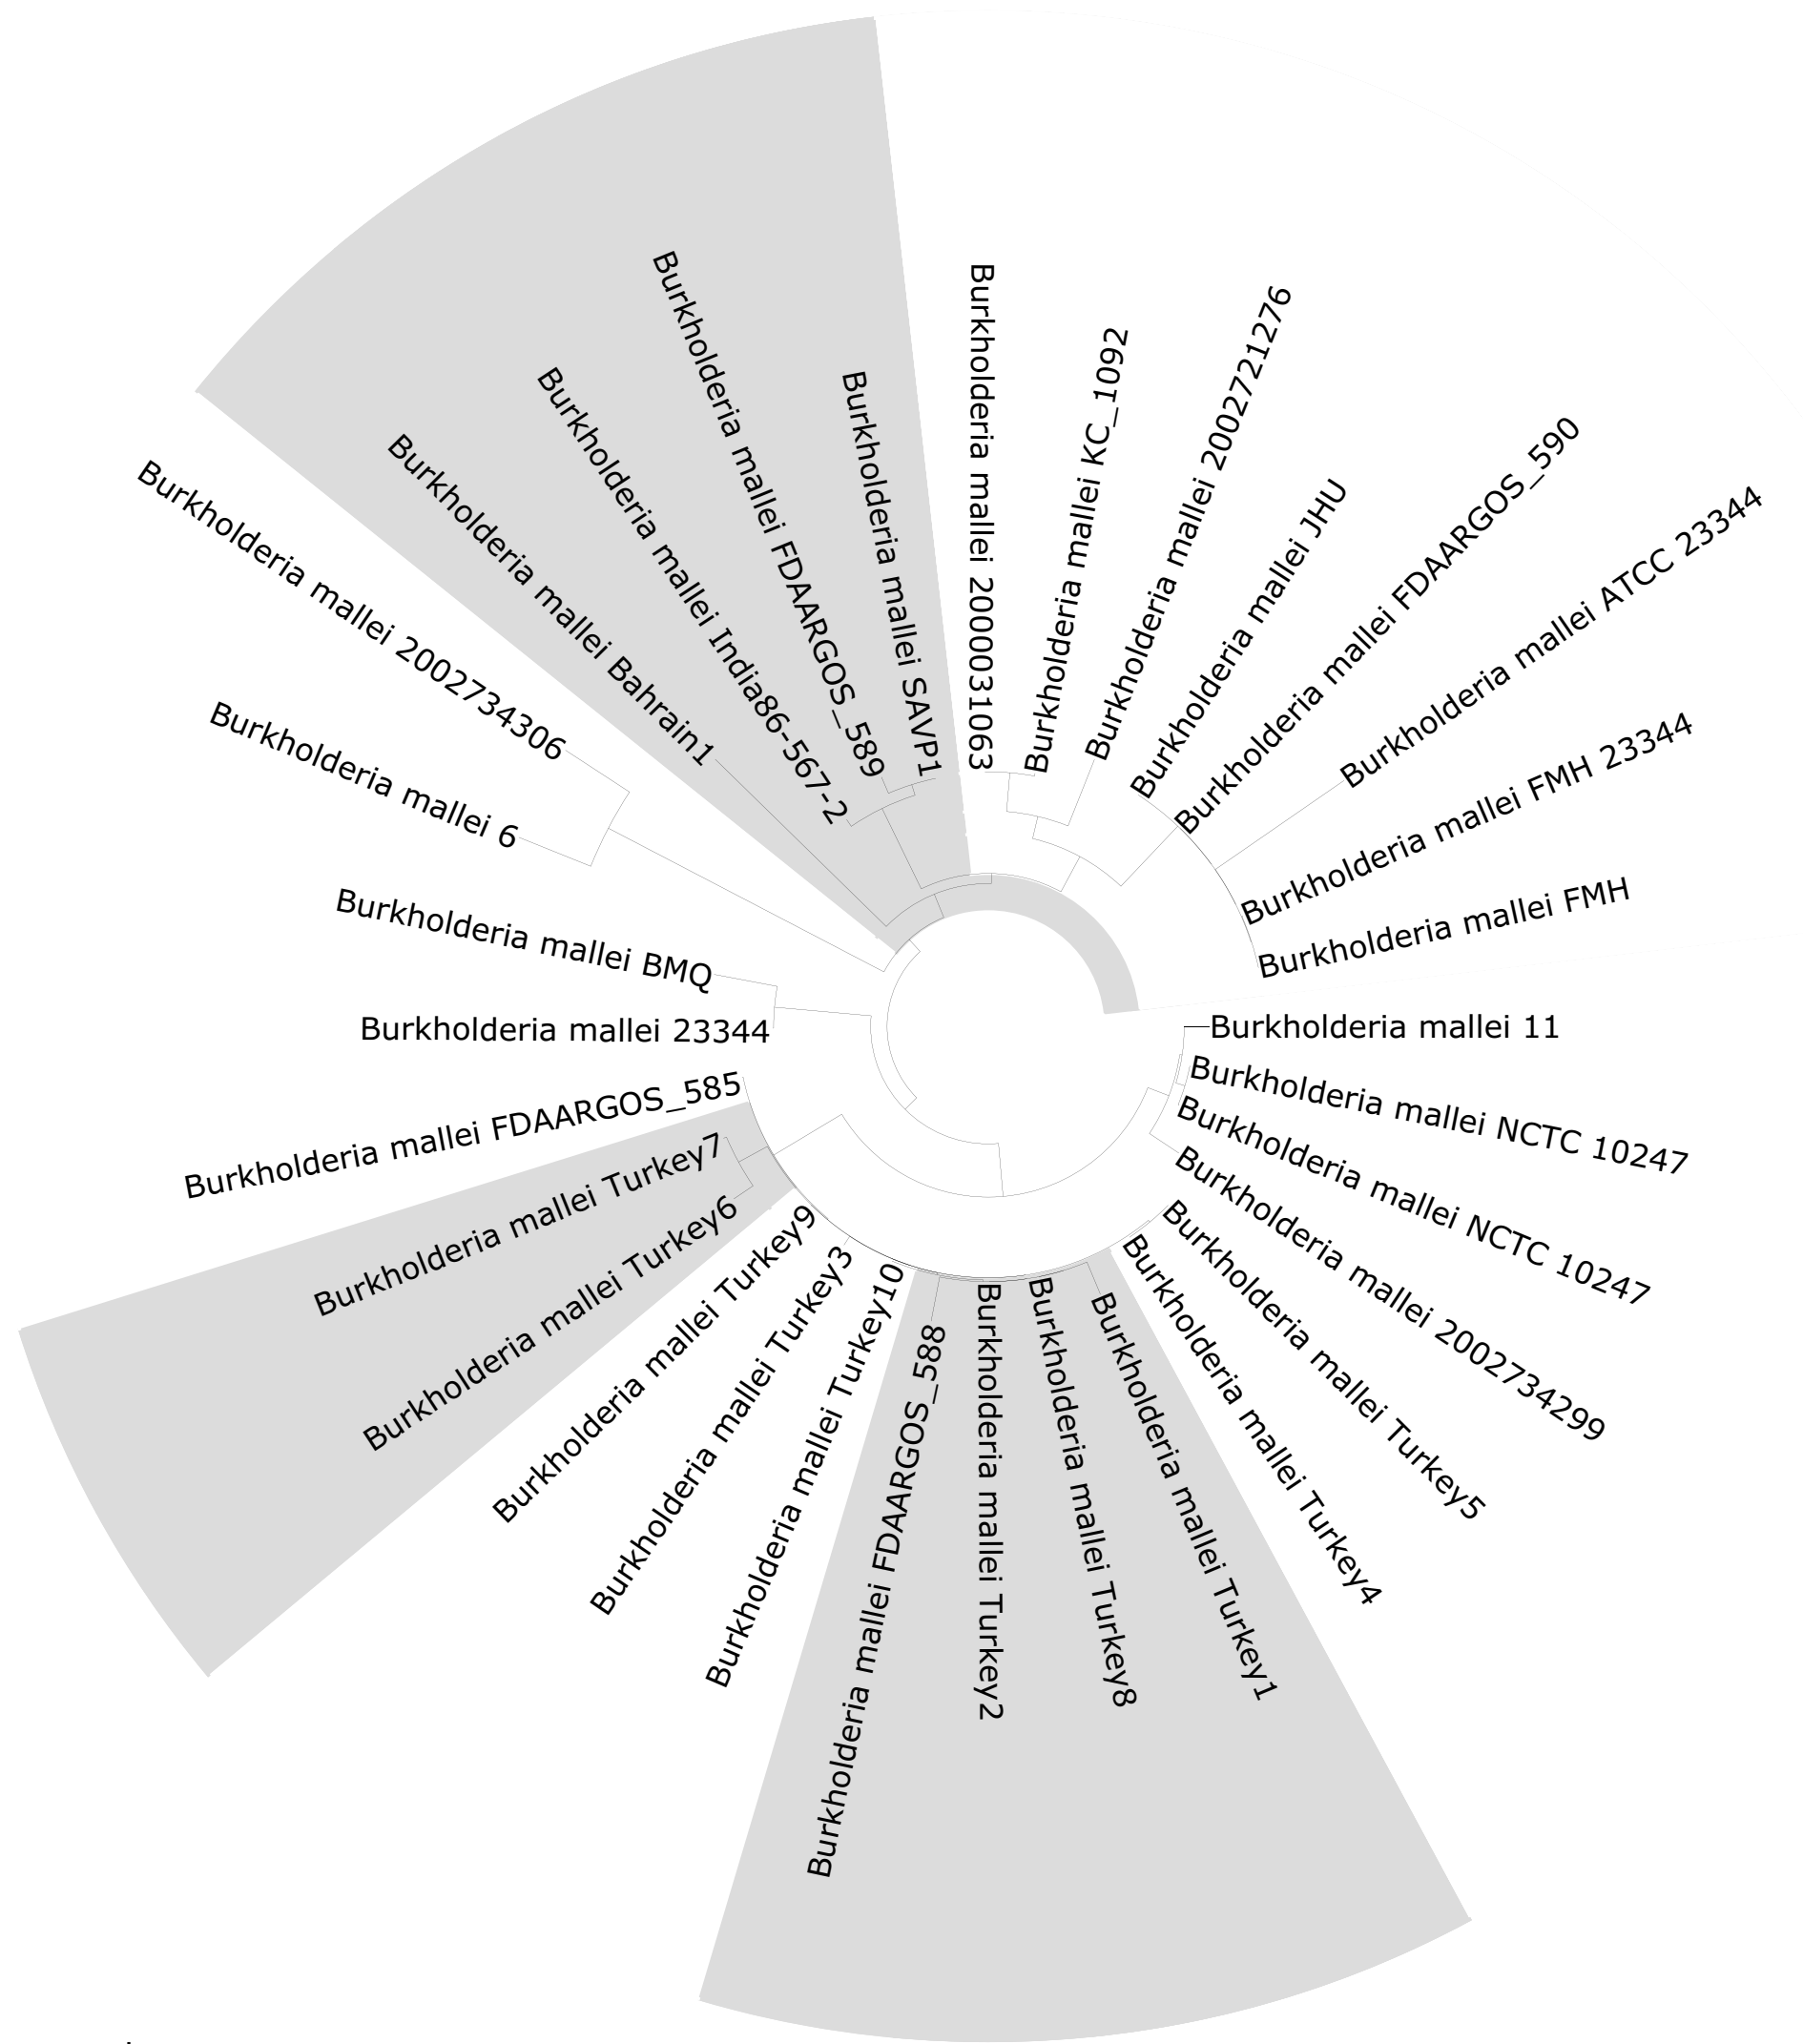 Burkholderia mallei 2000031063
Burkholderia mallei KC_1092
Burkholderia mallei 2002721276
Burkholderia mallei JHU
Burkholderia mallei FDAARGOS_590
Burkholderia mallei ATCC 23344
Burkholderia mallei FMH 23344
Burkholderia mallei FMH
Burkholderia mallei 11
Burkholderia mallei NCTC 10247
Burkholderia mallei NCTC 10247
Burkholderia mallei 2002734299
Burkholderia mallei Turkey5
Burkholderia mallei Turkey4
Burkholderia mallei Turkey1
Burkholderia mallei Turkey8
Burkholderia mallei Turkey2
Burkholderia mallei FDAARGOS_588
Burkholderia mallei Turkey10
Burkholderia mallei Turkey3
Burkholderia mallei Turkey9
Burkholderia mallei Turkey6
Burkholderia mallei Turkey7
Burkholderia mallei FDAARGOS_585
Burkholderia mallei 23344
Burkholderia mallei BMQ
Burkholderia mallei 6
Burkholderia mallei 2002734306
Burkholderia mallei Bahrain1
Burkholderia mallei India86-567-2
Burkholderia mallei FDAARGOS_589
Burkholderia mallei SAVP1